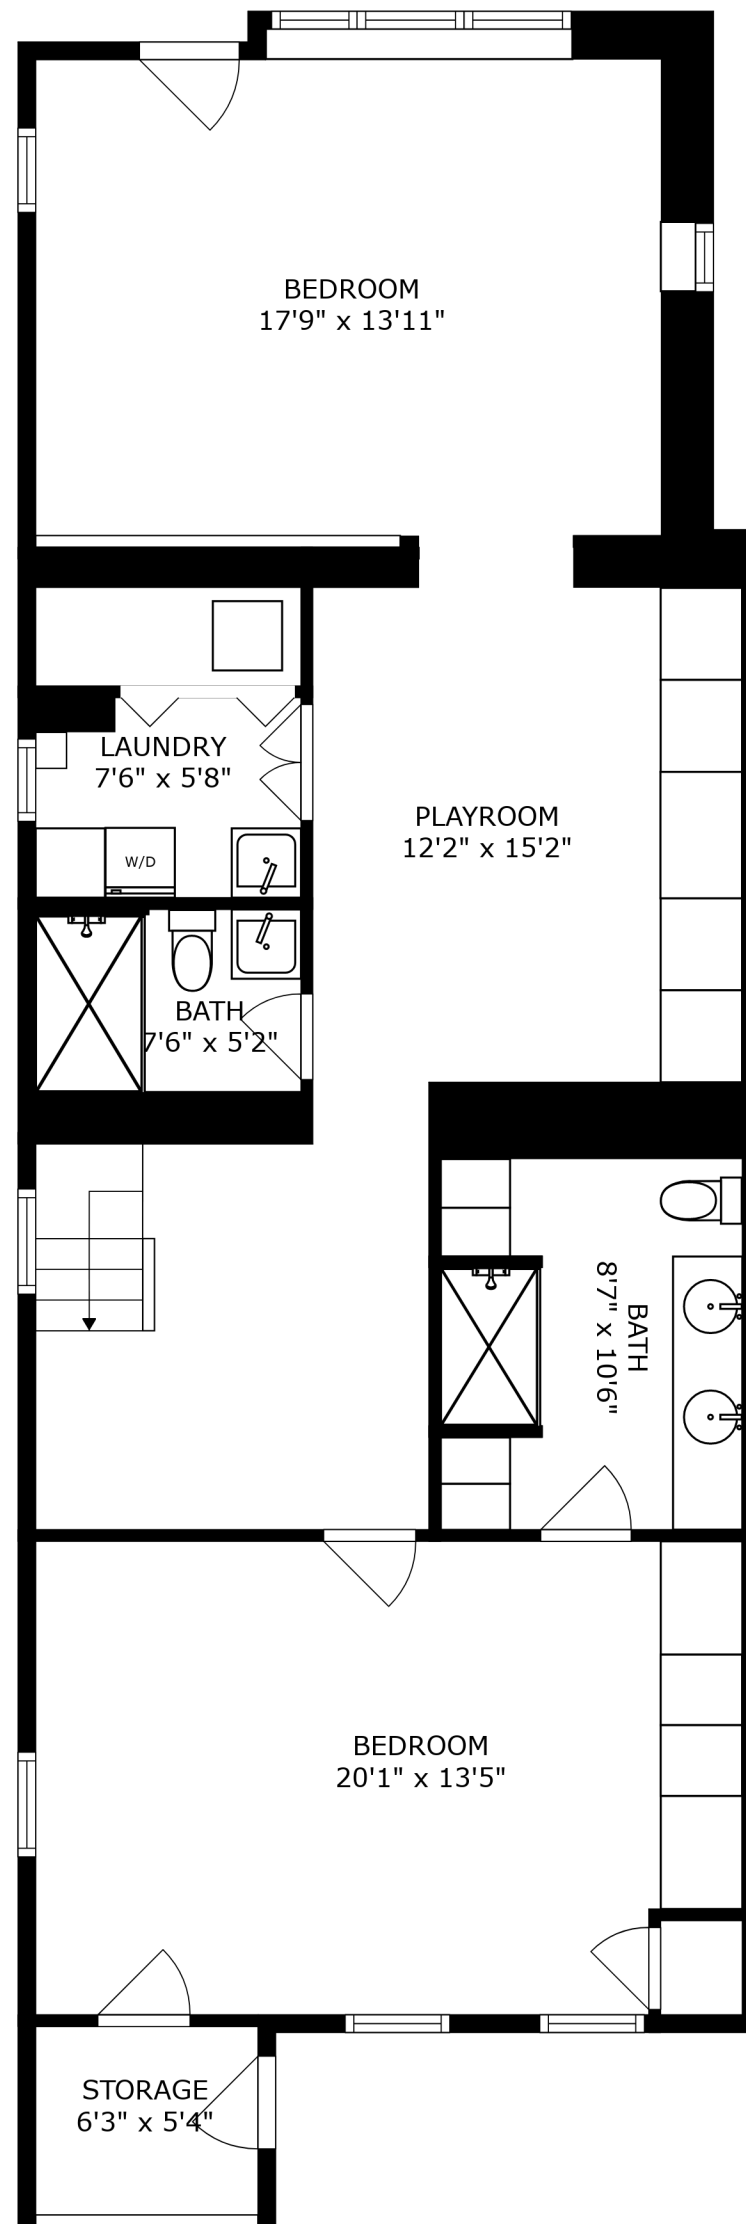 BEDROOM
17'9" x 13'11"
LAUNDRY
7'6" x 5'8"
W/D
PLAYROOM
12'2" x 15'2"
BATH
7'6" x 5'2"
BATH
8'7" x 10'6"
BEDROOM
20'1" x 13'5"
STORAGE
6'3" x 5'4"